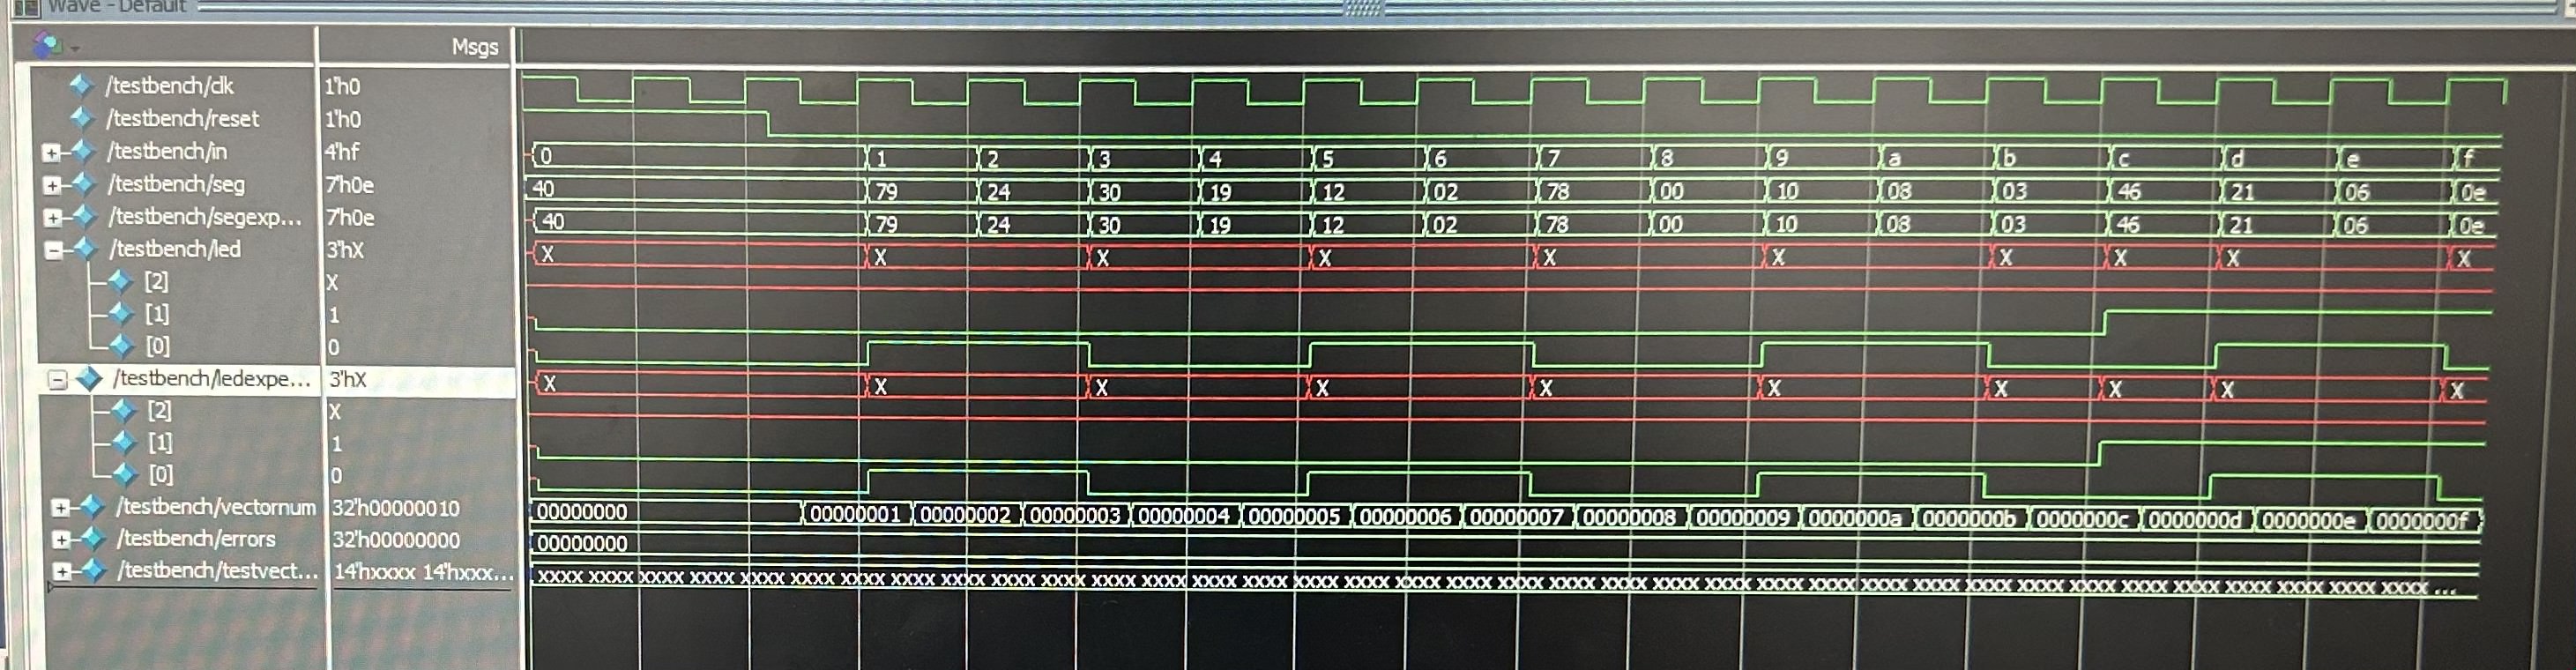 Wave - Default
Msgs
/testbench/clk 1'h0
/testbench/reset 1'h0
/testbench/in 4'hf 0 1 2 3 4 5 6 7 8 9 a b c d e f
/testbench/seg 7'h0e 40 79 24 30 19 12 02 78 00 10 08 03 46 21 06 0e
/testbench/segexp... 7'h0e 40 79 24 30 19 12 02 78 00 10 08 03 46 21 06 0e
/testbench/led 3'hX X X X X X X X X X X
[2] X
[1] 1
[0] 0
/testbench/ledexpe... 3'hX X X X X X X X X X X
[2] X
[1] 1
[0] 0
/testbench/vectornum 32'h00000010 00000000 00000001 00000002 00000003 00000004 00000005 00000006 00000007 00000008 00000009 0000000a 0000000b 0000000c 0000000d 0000000e 0000000f
/testbench/errors 32'h00000000 00000000
/testbench/testvect... 14'hxxxx 14'hxxx... xxxx xxxx xxxx xxxx xxxx xxxx xxxx xxxx xxxx xxxx xxxx xxxx xxxx xxxx xxxx xxxx xxxx xxxx xxxx xxxx xxxx xxxx xxxx xxxx xxxx xxxx xxxx xxxx xxxx xxxx xxxx xxxx xxxx xxxx xxxx xxxx xxxx ...